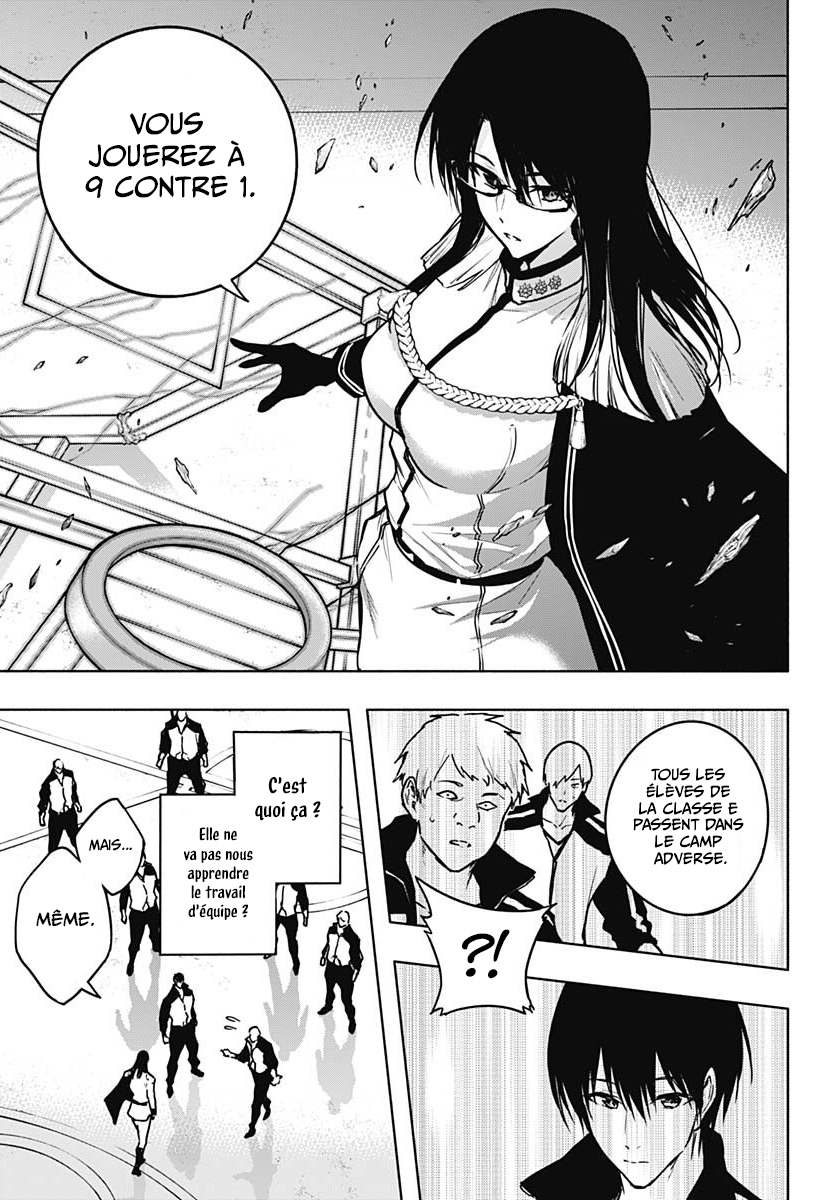 VOUS
JOUEREZ À
9 CONTRE 1.
TOUS LES
ÉLÈVES DE
LA CLASSE E
PASSENT DANS
LE CAMP
ADVERSE.
?!
C'est
quoi ça ?
Elle ne
va pas nous
apprendre
le travail
d'équipe ?
MAIS...
MÊME.